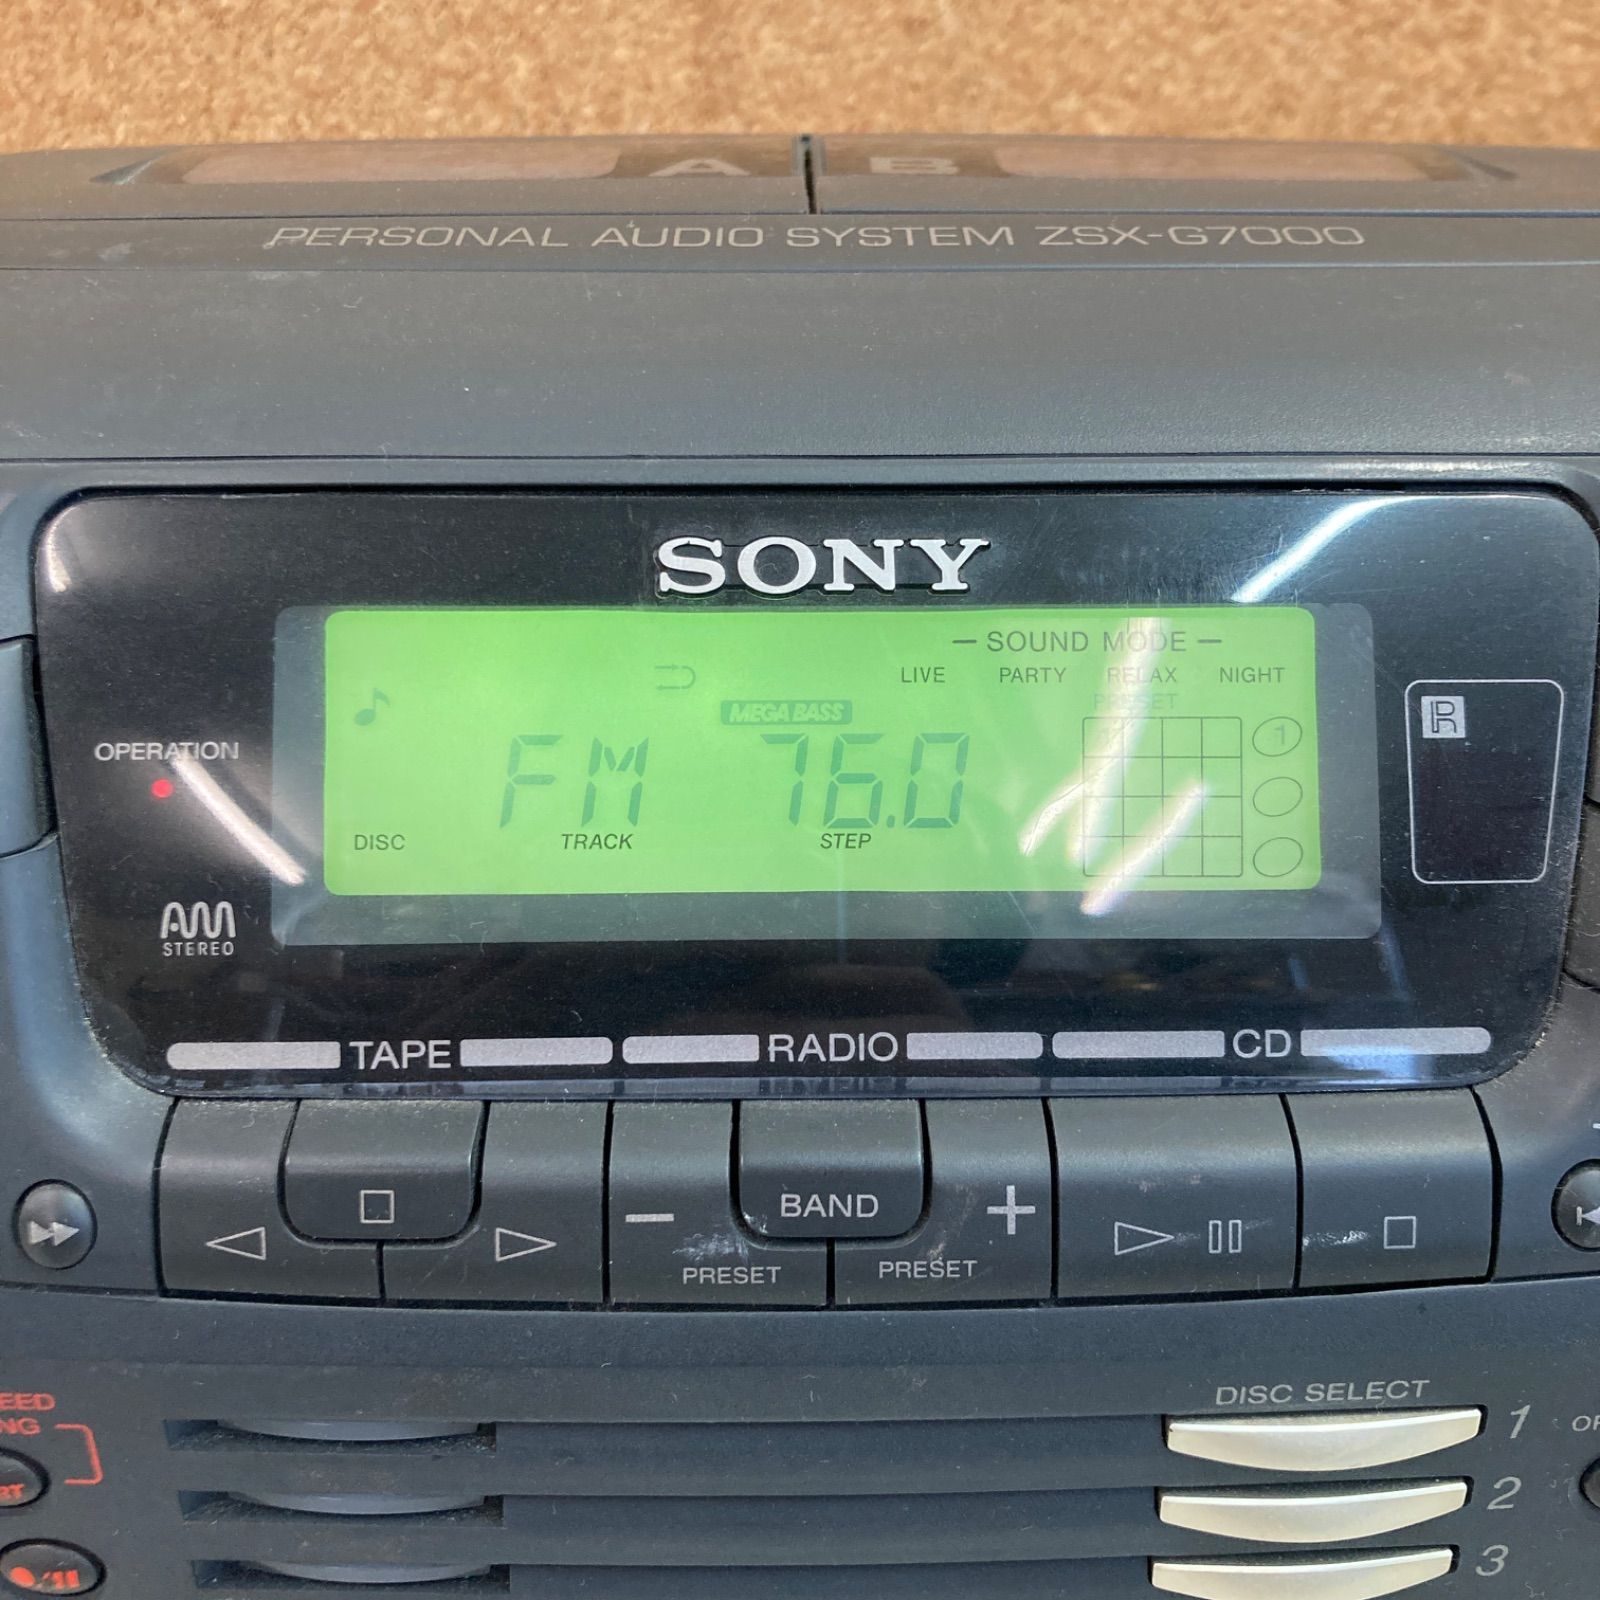 A B
PERSONAL AUDIO SYSTEM ZSX-G7000
SONY
— SOUND MODE —
LIVE PARTY RELAX NIGHT
PRESET
MEGA BASS
1
R
OPERATION
FM 76.0
DISC TRACK STEP
AM
STEREO
TAPE RADIO CD
BAND
− PRESET
+ PRESET
DISC SELECT
1
2
3